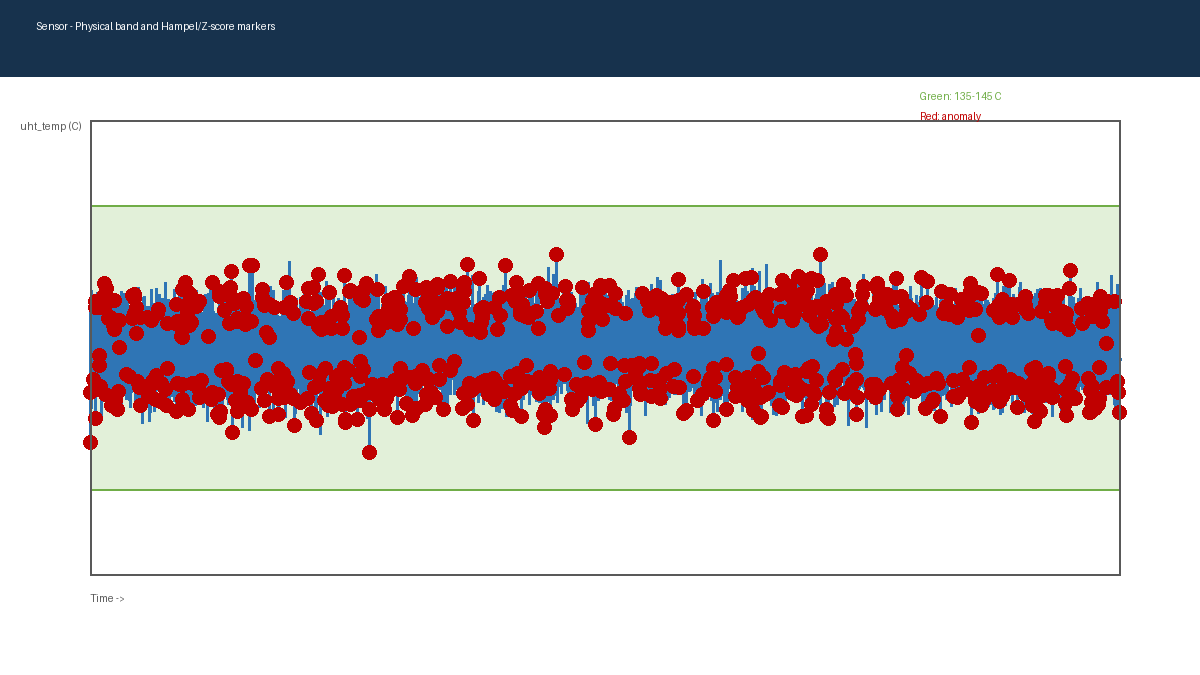 Sensor - Physical band and Hampel/Z-score markers
Green: 135-145 C
Red: anomaly
uht_temp (C)
Time ->